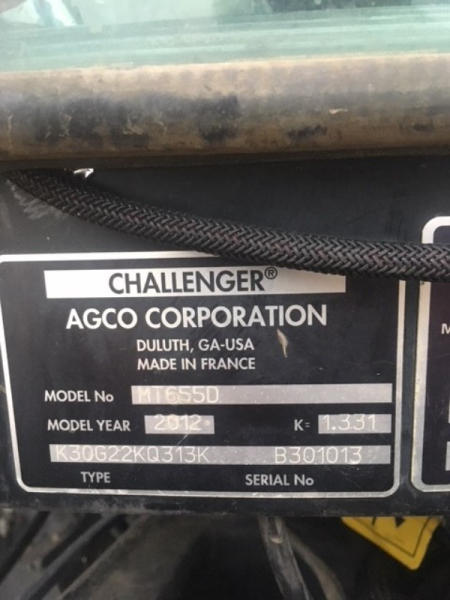 CHALLENGER®
AGCO CORPORATION
DULUTH, GA-USA
MADE IN FRANCE
MODEL No MT655D
MODEL YEAR 2012 K= 1.331
K30G22KQ313K B301013
TYPE SERIAL No